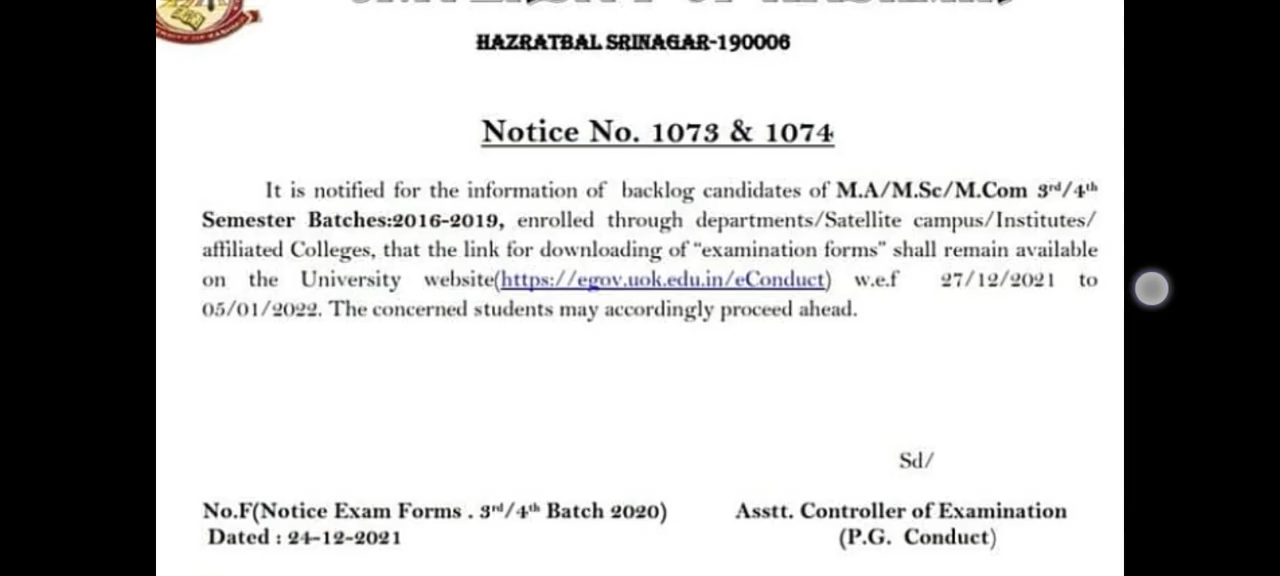 UNIVERSITY OF KASHMIR
HAZRATBAL SRINAGAR-190006
Notice No. 1073 & 1074
It is notified for the information of backlog candidates of M.A/M.Sc/M.Com 3rd/4th
Semester Batches:2016-2019, enrolled through departments/Satellite campus/Institutes/
affiliated Colleges, that the link for downloading of "examination forms" shall remain available
on the University website(https://egov.uok.edu.in/eConduct) w.e.f 27/12/2021 to
05/01/2022. The concerned students may accordingly proceed ahead.
Sd/
No.F(Notice Exam Forms . 3rd/4th Batch 2020)
Asstt. Controller of Examination
Dated : 24-12-2021
(P.G. Conduct)